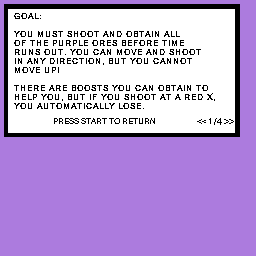 GOAL:
YOU MUST SHOOT AND OBTAIN ALL
OF THE PURPLE ORES BEFORE TIME
RUNS OUT. YOU CAN MOVE AND SHOOT
IN ANY DIRECTION, BUT YOU CANNOT
MOVE UP!
THERE ARE BOOSTS YOU CAN OBTAIN TO
HELP YOU, BUT IF YOU SHOOT AT A RED X,
YOU AUTOMATICALLY LOSE.
PRESS START TO RETURN << 1/4 >>